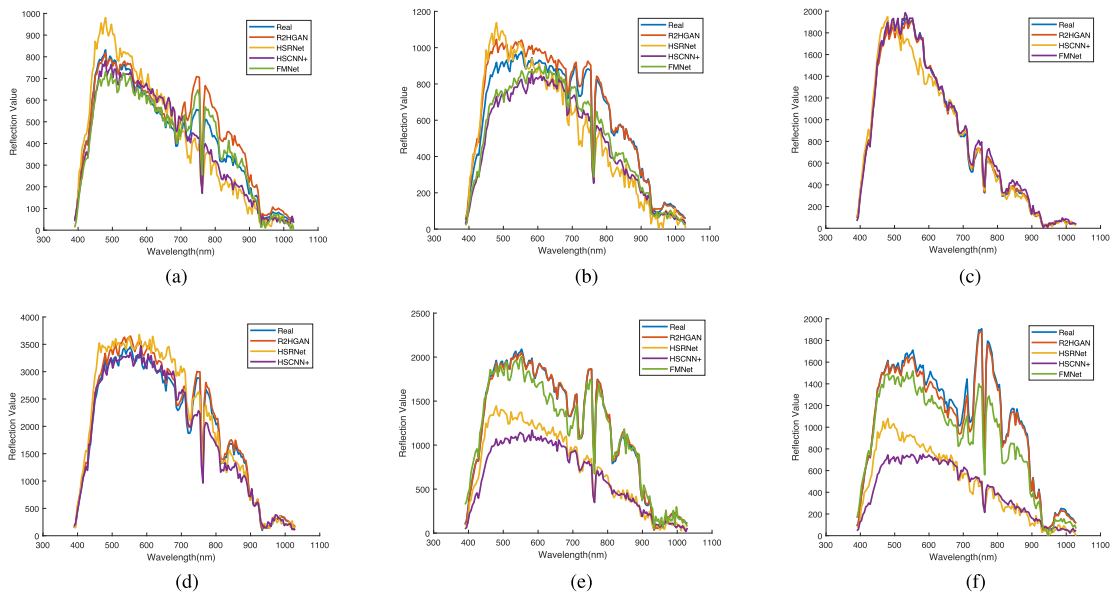 1000
900
800
700
600
500
400
300
200
100
0
Reflection Value
300 400 500 600 700 800 900 1000 1100
Wavelength(nm)
Real
R2HGAN
HSRNet
HSCNN+
FMNet
(a)
1200
1000
800
600
400
200
0
Reflection Value
300 400 500 600 700 800 900 1000 1100
Wavelength(nm)
Real
R2HGAN
HSRNet
HSCNN+
FMNet
(b)
2000
1800
1600
1400
1200
1000
800
600
400
200
0
Reflection Value
300 400 500 600 700 800 900 1000 1100
Wavelength(nm)
Real
R2HGAN
HSCNN+
FMNet
(c)
4000
3500
3000
2500
2000
1500
1000
500
0
Reflection Value
300 400 500 600 700 800 900 1000 1100
Wavelength(nm)
Real
R2HGAN
HSRNet
HSCNN+
(d)
2500
2000
1500
1000
500
0
Reflection Value
300 400 500 600 700 800 900 1000 1100
Wavelength(nm)
Real
R2HGAN
HSRNet
HSCNN+
FMNet
(e)
2000
1800
1600
1400
1200
1000
800
600
400
200
0
Reflection Value
300 400 500 600 700 800 900 1000 1100
Wavelength(nm)
Real
R2HGAN
HSRNet
HSCNN+
FMNet
(f)